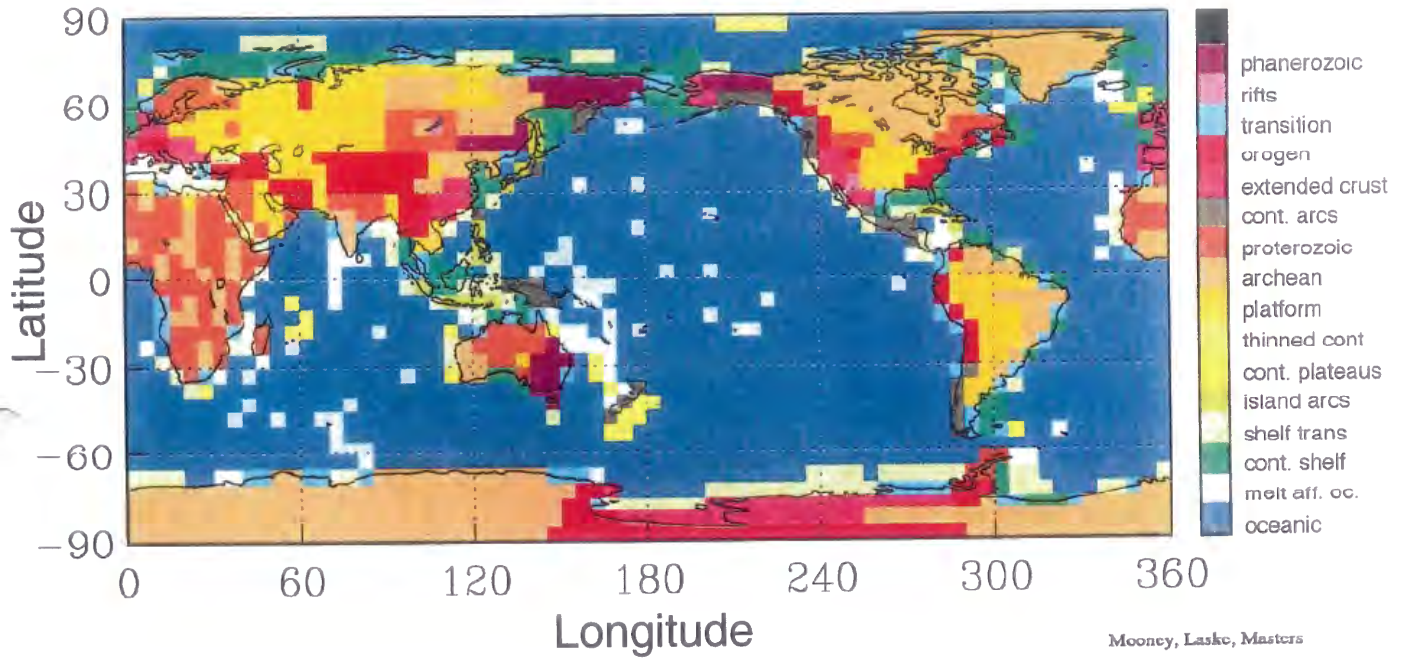 90
60
30
0
−30
−60
−90
Latitude
0 60 120 180 240 300 360
Longitude
phanerozoic
rifts
transition
orogen
extended crust
cont. arcs
proterozoic
archean
platform
thinned cont
cont. plateaus
island arcs
shelf trans
cont. shelf
melt aff. oc.
oceanic
Mooney, Laske, Masters